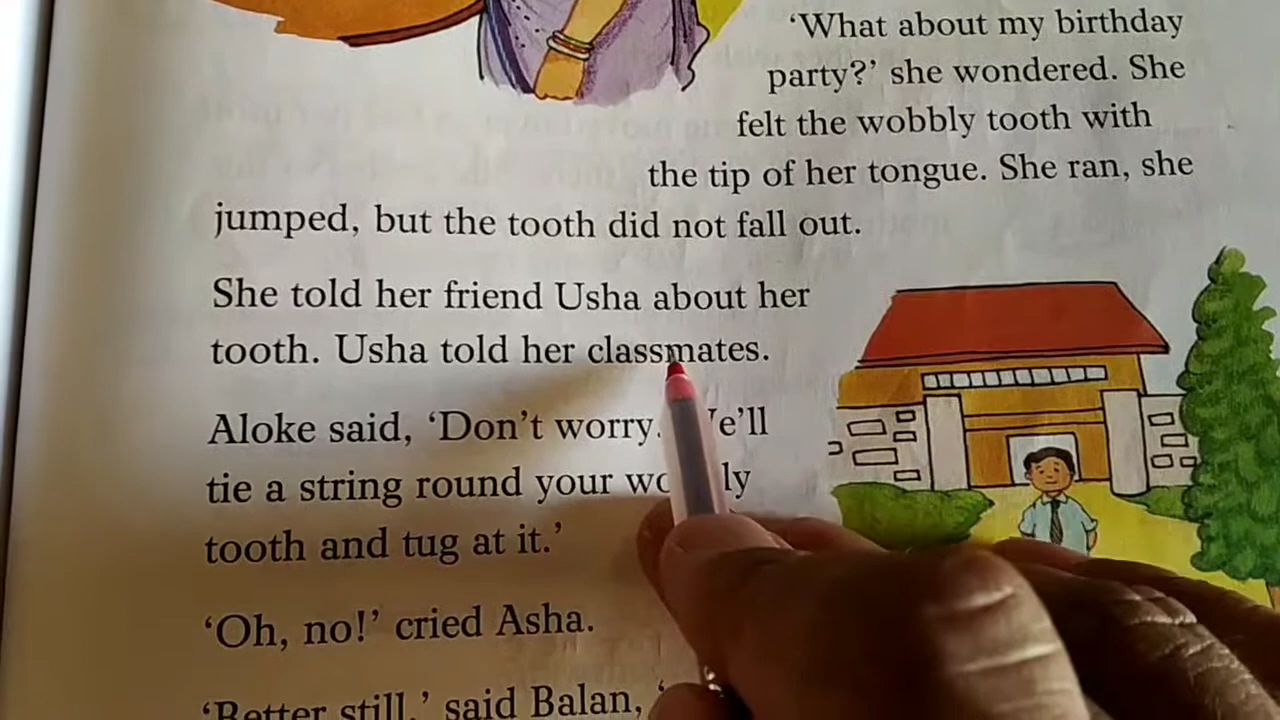 ‘What about my birthday
party?’ she wondered. She
felt the wobbly tooth with
the tip of her tongue. She ran, she
jumped, but the tooth did not fall out.
She told her friend Usha about her
tooth. Usha told her classmates.
Aloke said, ‘Don’t worry.
tie a string round your
tooth and tug at it.’
‘Oh, no!’ cried Asha.
‘Better still,’ said Balan, ‘